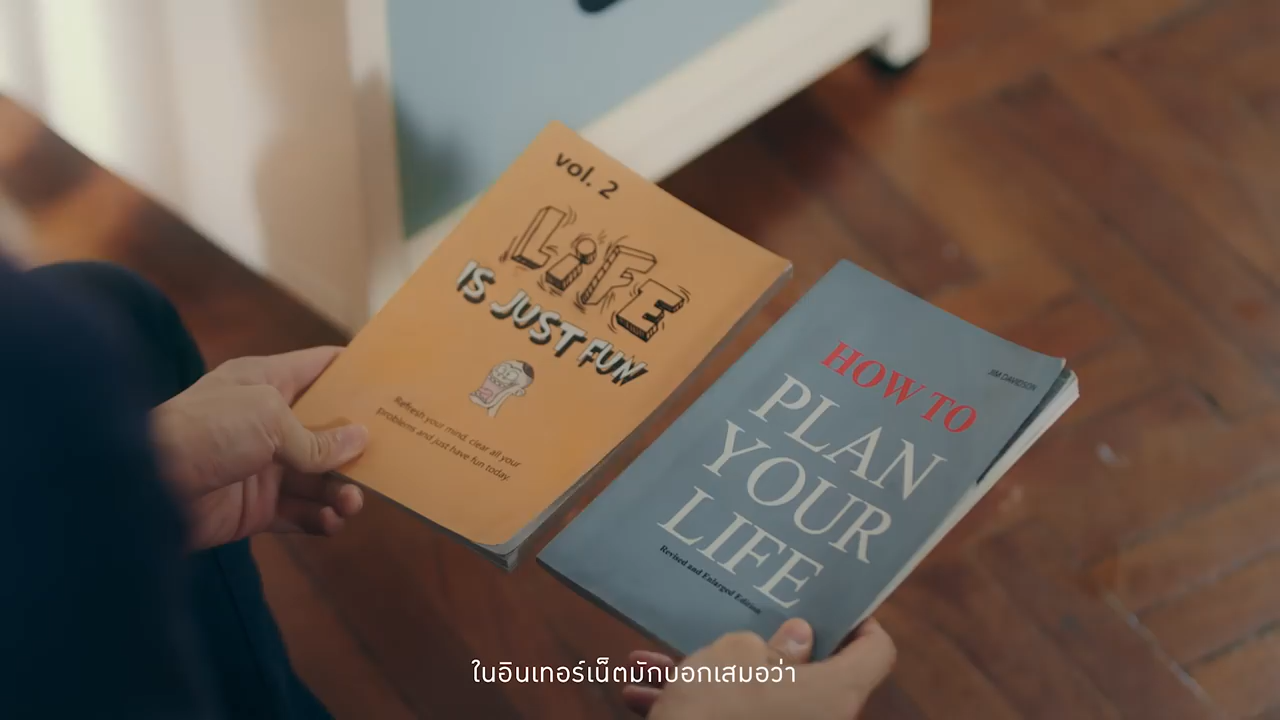 vol. 2
LiFE
IS JUST FUN
Refresh your mind, clear all your
problems and just have fun today.
JIM DAVIDSON
HOW TO
PLAN
YOUR
LIFE
Revised and Enlarged Edition
ในอินเทอร์เน็ตมักบอกเสมอว่า